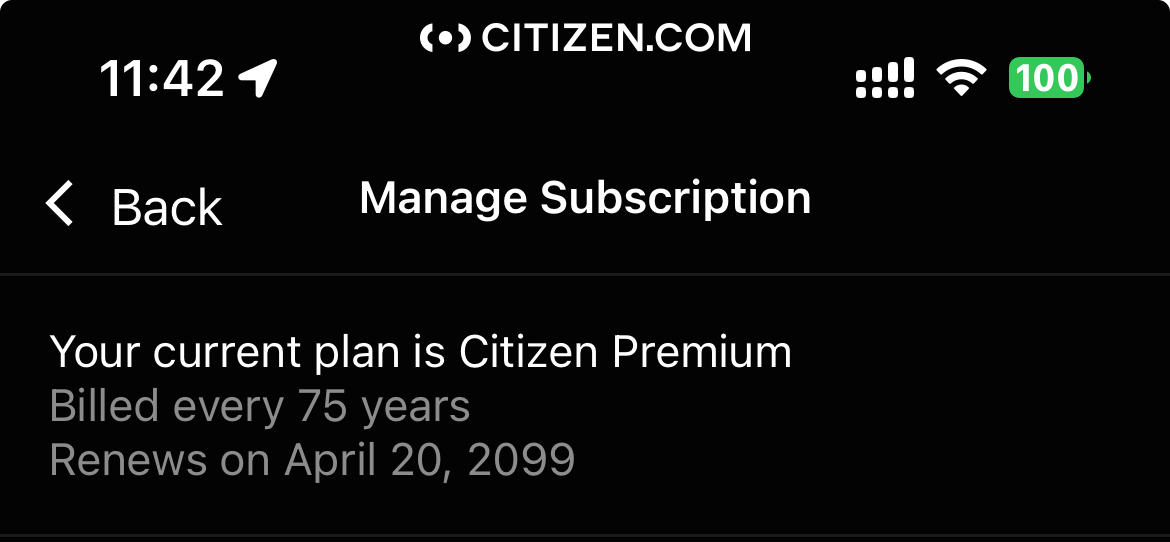 CITIZEN.COM
11:42
100
Back
Manage Subscription
Your current plan is Citizen Premium
Billed every 75 years
Renews on April 20, 2099